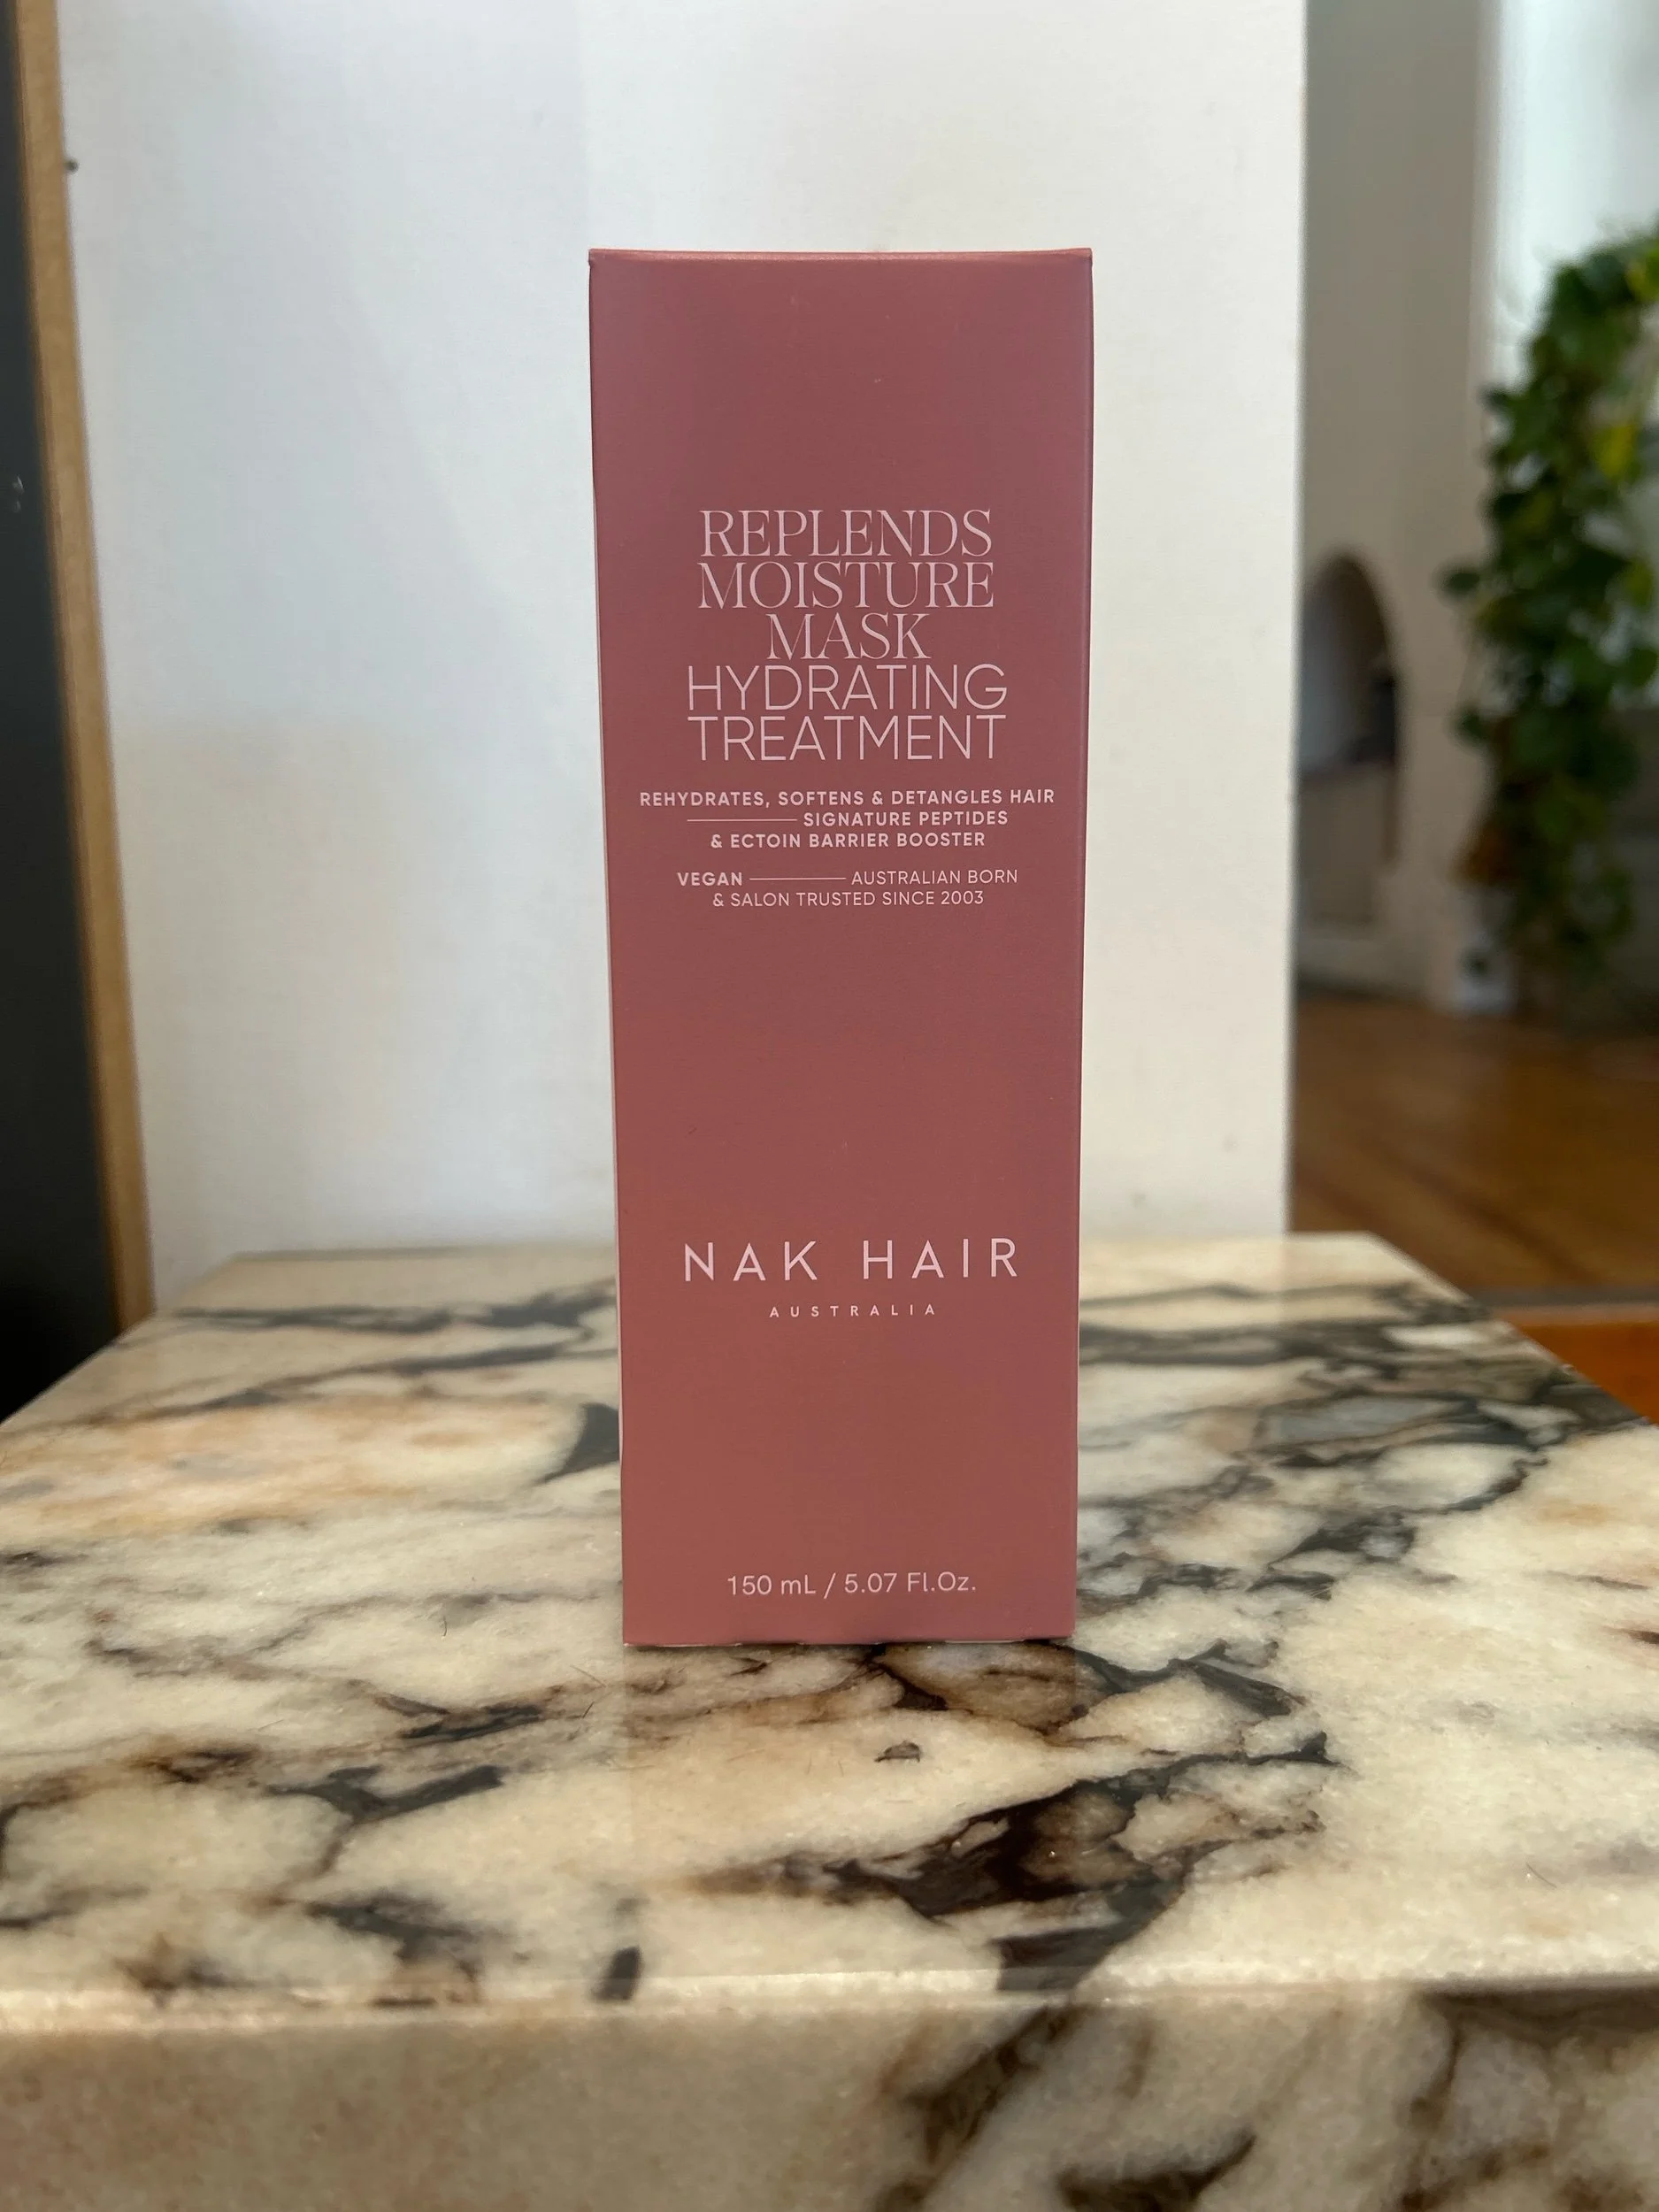 REPLENDS
MOISTURE
MASK
HYDRATING
TREATMENT
REHYDRATES, SOFTENS & DETANGLES HAIR
SIGNATURE PEPTIDES
& ECTOIN BARRIER BOOSTER
VEGAN AUSTRALIAN BORN
& SALON TRUSTED SINCE 2003
NAK HAIR
AUSTRALIA
150 mL / 5.07 Fl.Oz.